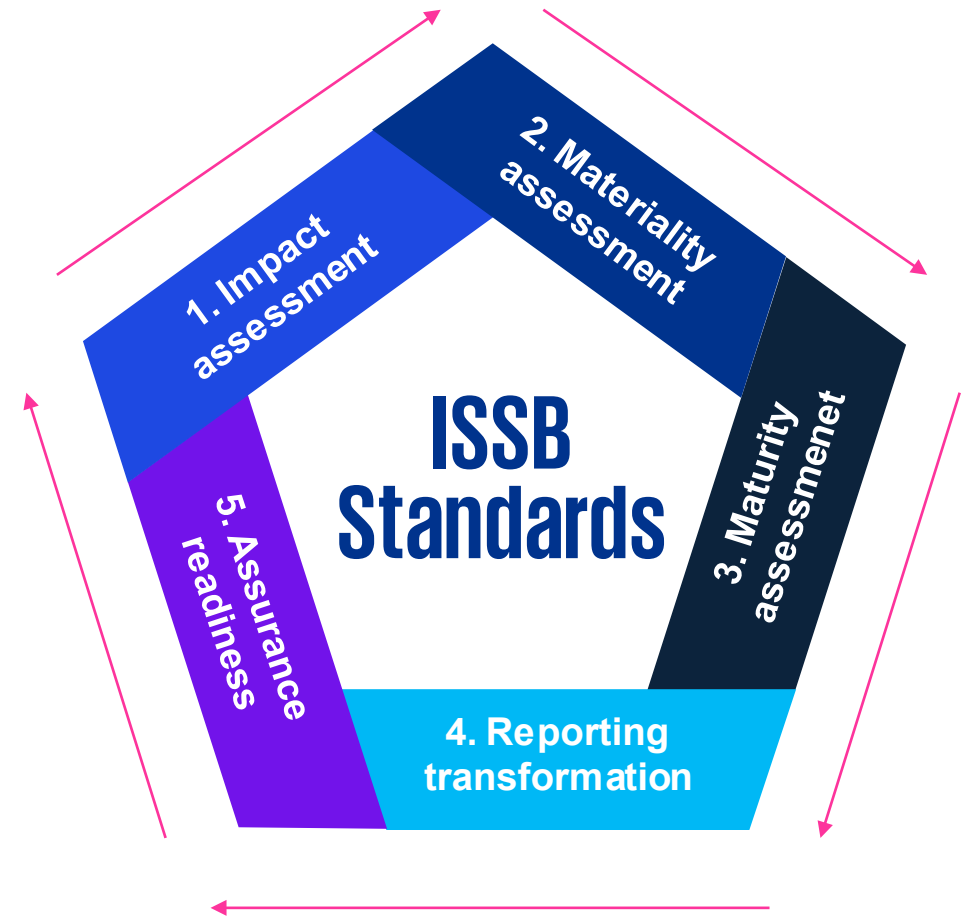 1. Impact
assessment
2. Materiality
assessment
3. Maturity
assessmenet
4. Reporting
transformation
5. Assurance
readiness
ISSB
Standards